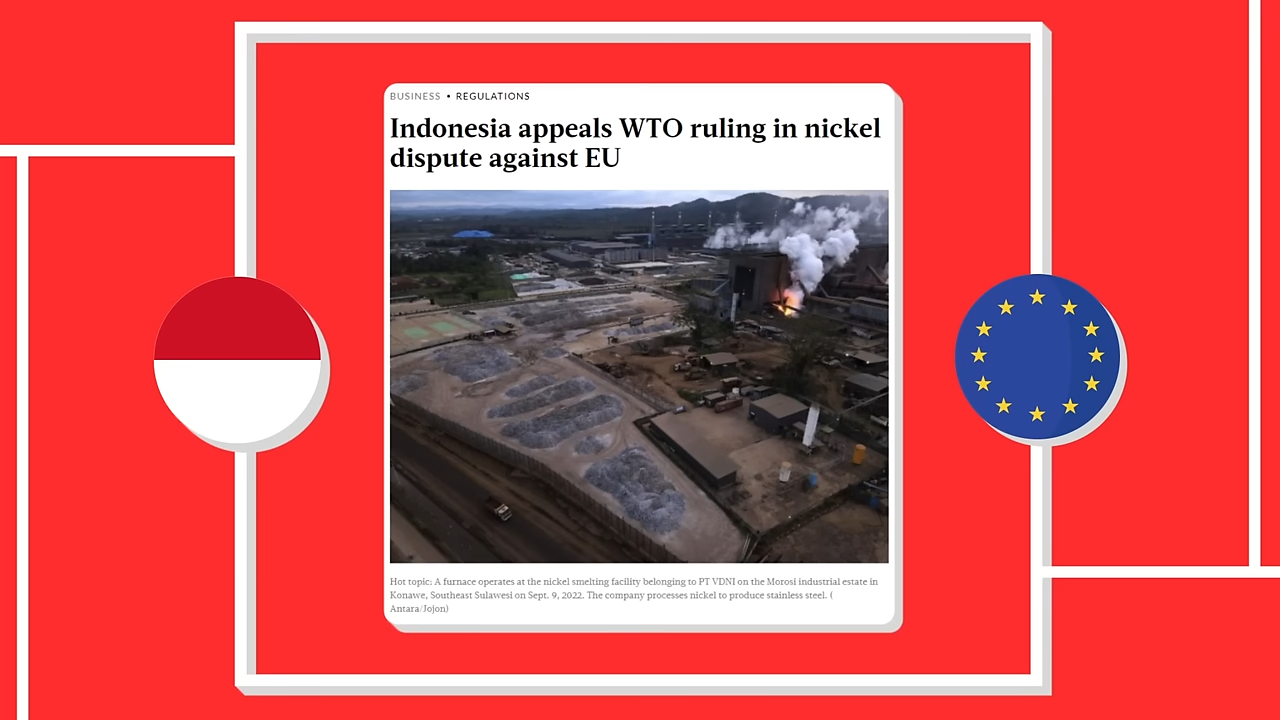 BUSINESS • REGULATIONS
Indonesia appeals WTO ruling in nickel
dispute against EU
Hot topic: A furnace operates at the nickel smelting facility belonging to PT VDNI on the Morosi industrial estate in
Konawe, Southeast Sulawesi on Sept. 9, 2022. The company processes nickel to produce stainless steel. (
Antara/Jojon)